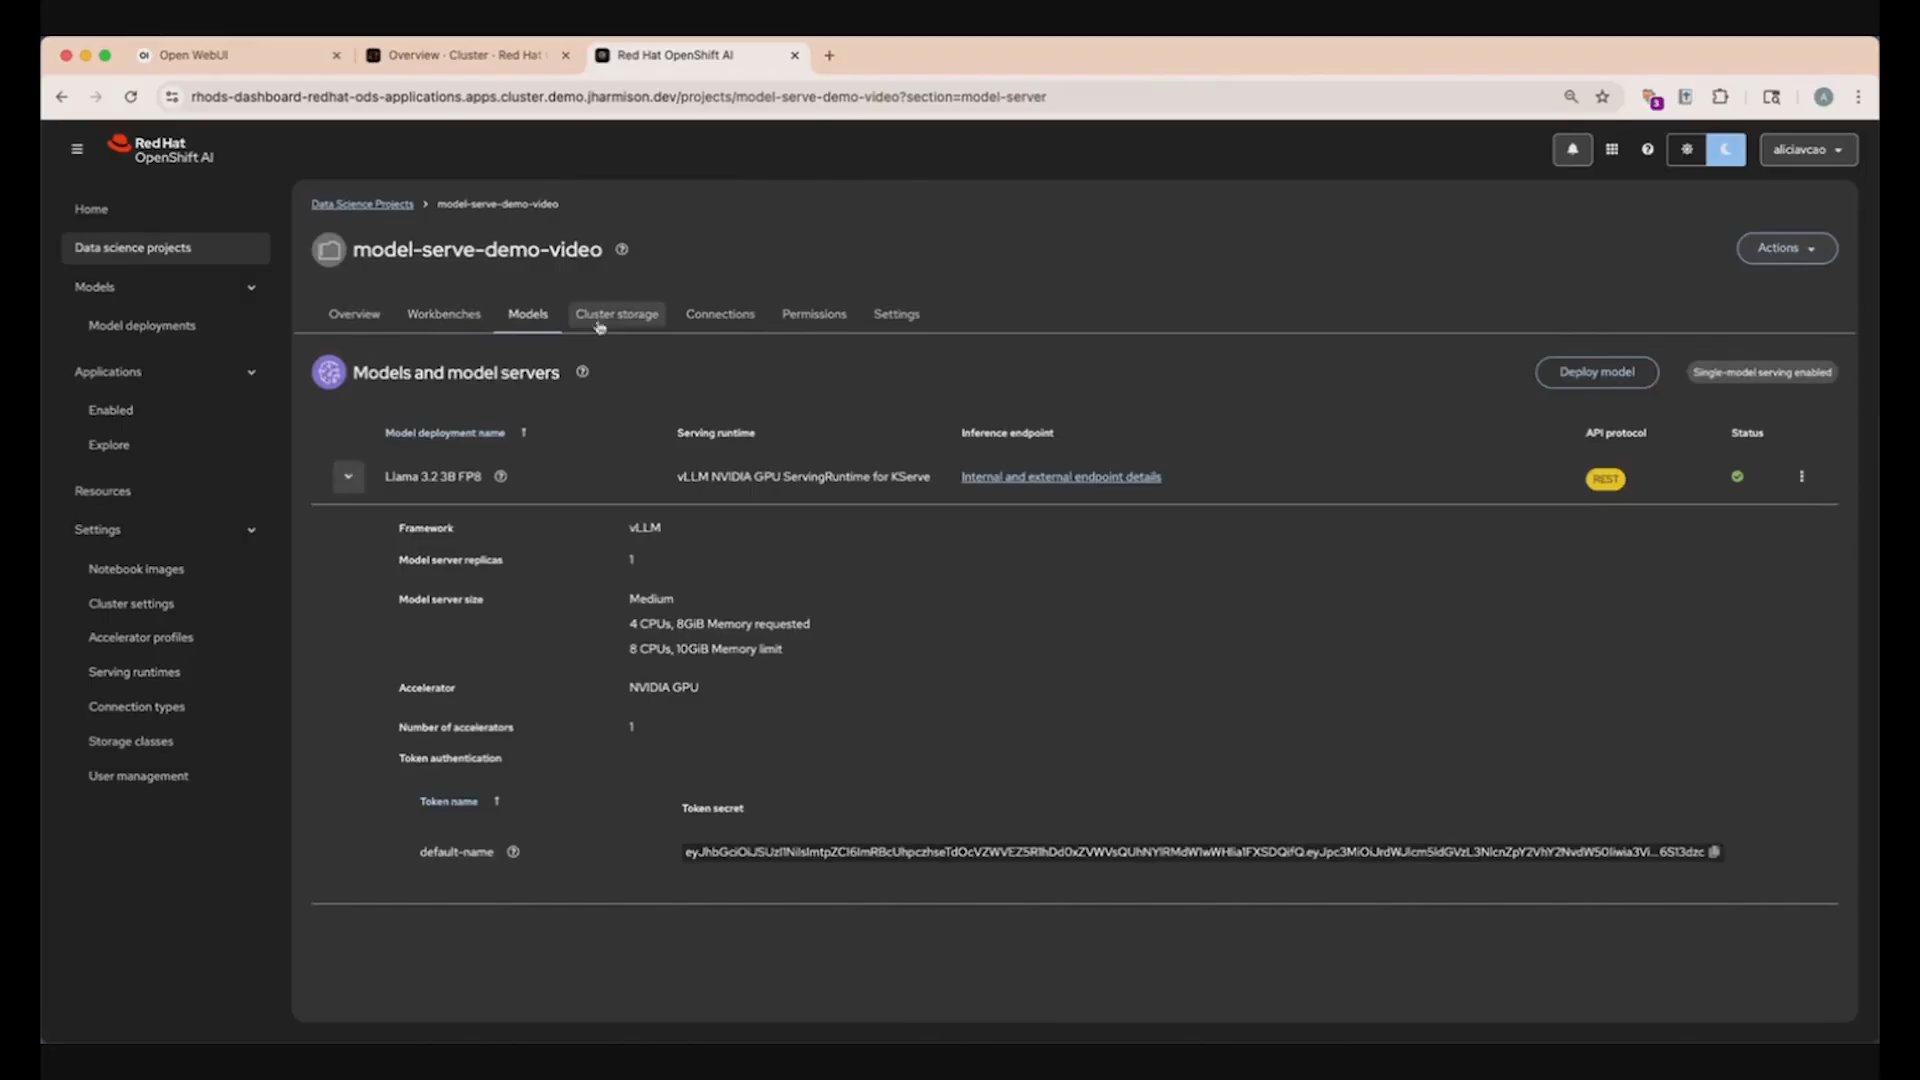 Open WebUI
Overview · Cluster · Red Hat
Red Hat OpenShift AI
rhods-dashboard-redhat-ods-applications.apps.cluster.demo.jharmison.dev/projects/model-serve-demo-video?section=model-server
3
A
Red Hat
OpenShift AI
aliciavcao
Home
Data science projects
Models
Model deployments
Applications
Enabled
Explore
Resources
Settings
Notebook images
Cluster settings
Accelerator profiles
Serving runtimes
Connection types
Storage classes
User management
Data Science Projects > model-serve-demo-video
model-serve-demo-video
Actions
Overview Workbenches Models Cluster storage Connections Permissions Settings
Models and model servers
Deploy model
Single-model serving enabled
Model deployment name Serving runtime Inference endpoint API protocol Status
Llama 3.2 3B FP8 vLLM NVIDIA GPU ServingRuntime for KServe Internal and external endpoint details REST
Framework vLLM
Model server replicas 1
Model server size Medium
4 CPUs, 8GiB Memory requested
8 CPUs, 10GiB Memory limit
Accelerator NVIDIA GPU
Number of accelerators 1
Token authentication
Token name Token secret
default-name